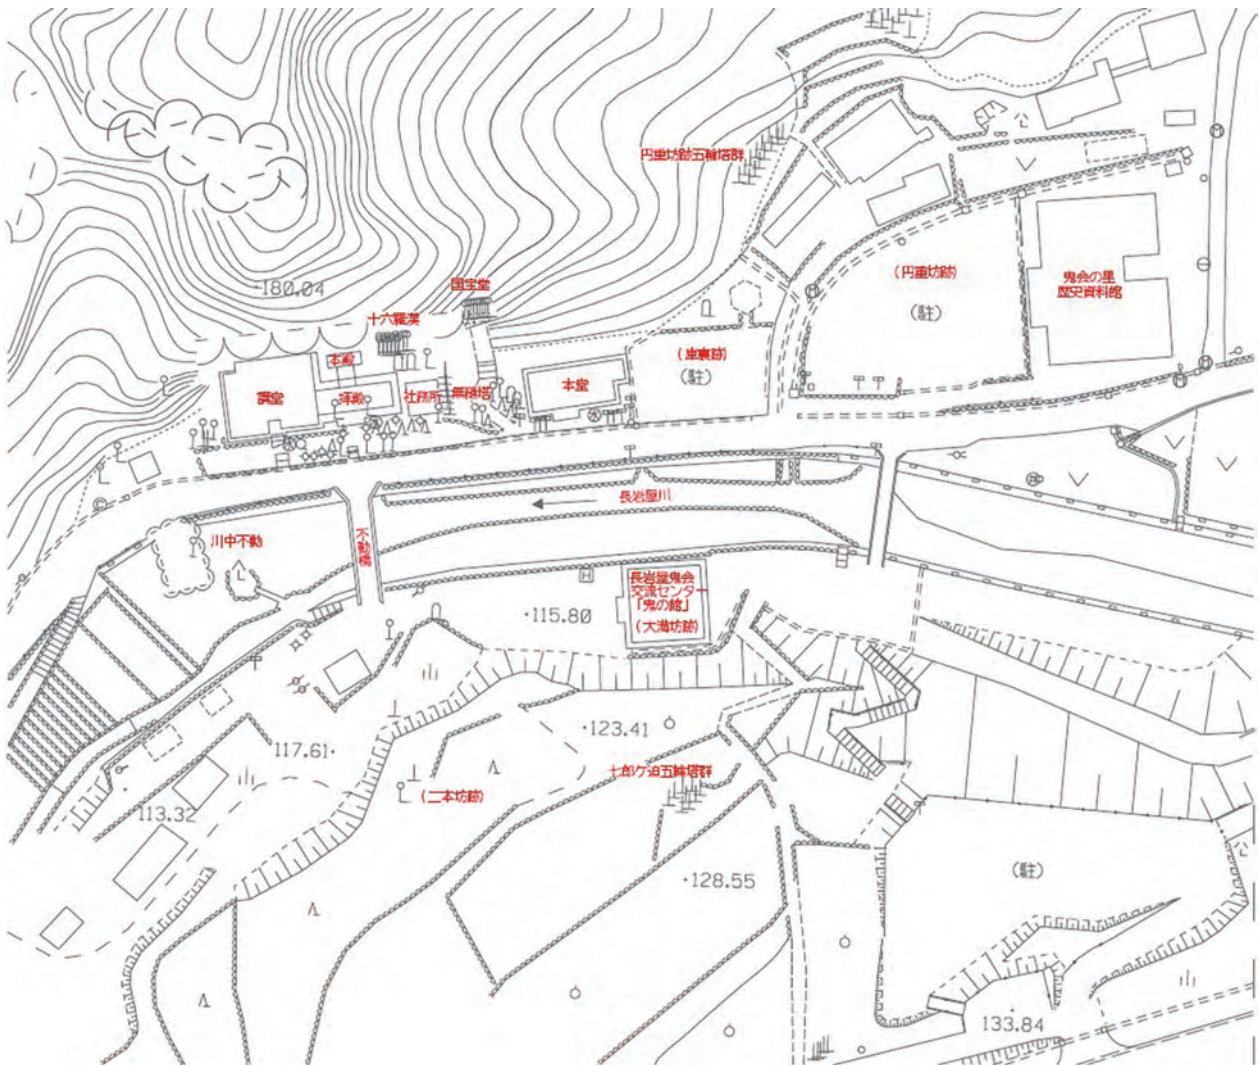 円重坊跡五輪塔群
(円重坊跡)
(駐)
鬼会の里
歴史資料館
国宝堂
·180.04
十六羅漢
本殿
講堂
拝殿
社務所
無縫塔
本堂
(庫裏跡)
(駐)
長岩屋川
川中不動
不動橋
H
長岩屋鬼会
交流センター
「鬼の館」
(大満坊跡)
·115.80
·123.41
117.61·
七郎ケ迫五輪塔群
(二本坊跡)
113.32
·128.55
(駐)
133.84